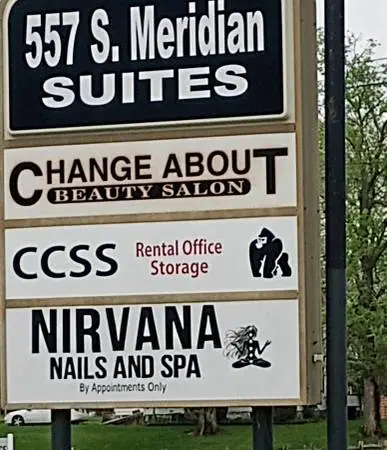 557 S. Meridian
SUITES
CHANGE ABOUT
BEAUTY SALON
CCSS
Rental Office
Storage
NIRVANA
NAILS AND SPA
By Appointments Only